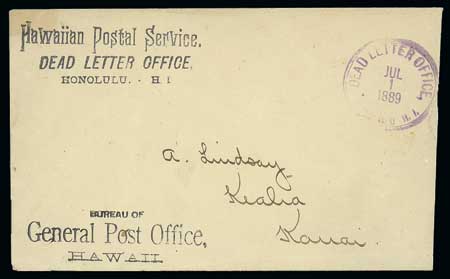 Hawaiian Postal Service,
DEAD LETTER OFFICE,
HONOLULU. - H. I.
DEAD LETTER OFFICE,
JUL
1
1889
H. I.
A. Lindsay
Kealia
Kauai
BUREAU OF
General Post Office,
HAWAII.